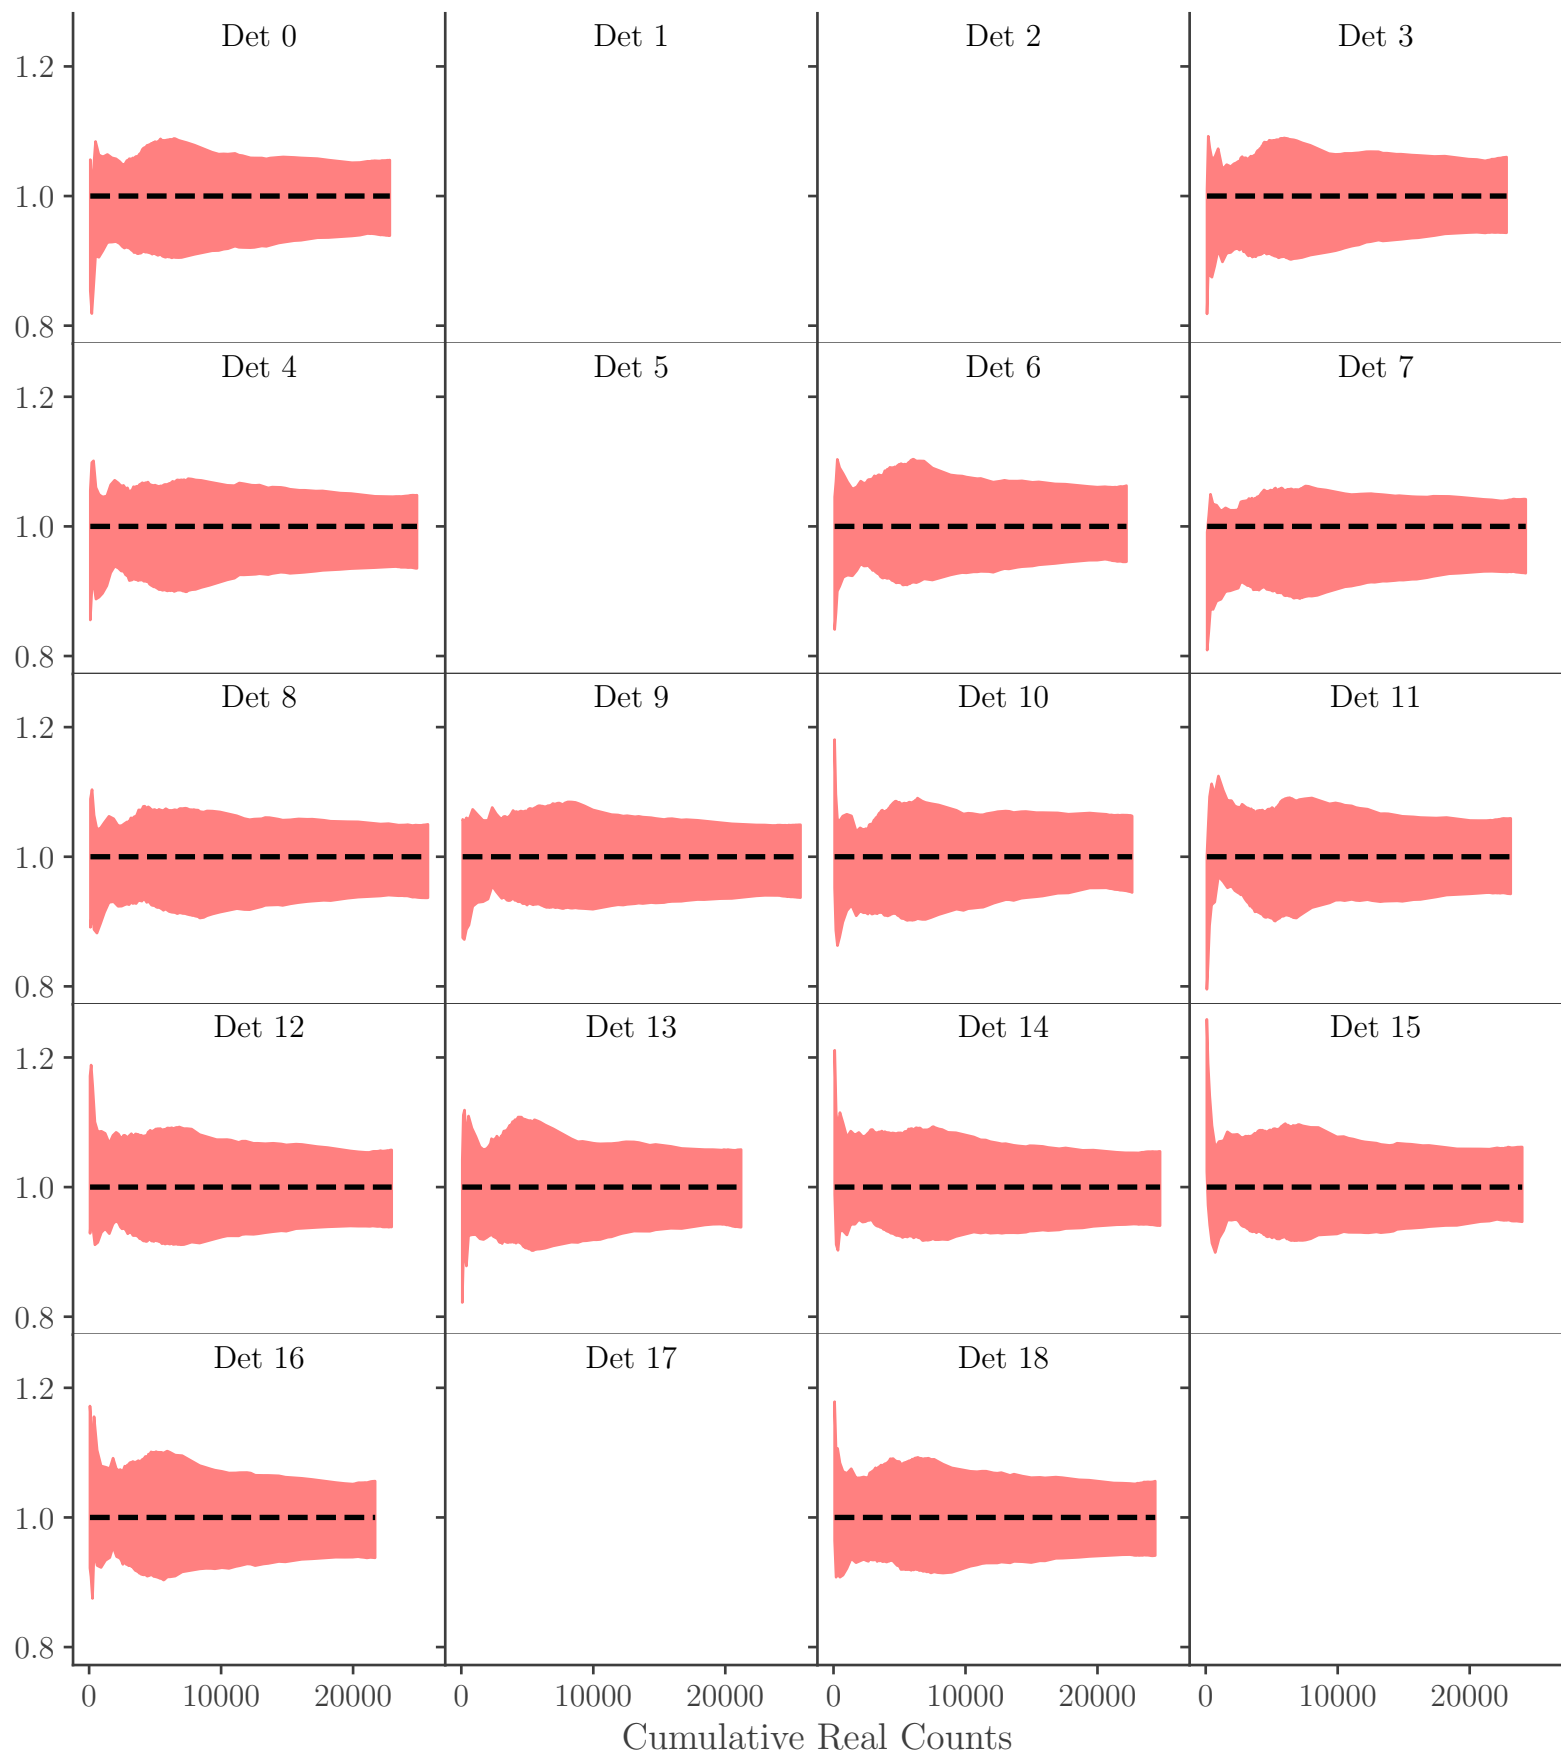 Det 0 Det 1 Det 2 Det 3
1.2
1.0
0.8
Det 4 Det 5 Det 6 Det 7
1.2
1.0
0.8
Det 8 Det 9 Det 10 Det 11
1.2
1.0
0.8
Det 12 Det 13 Det 14 Det 15
1.2
1.0
0.8
Det 16 Det 17 Det 18
1.2
1.0
0.8
0 10000 20000 0 10000 20000 0 10000 20000 0 10000 20000
Cumulative Real Counts